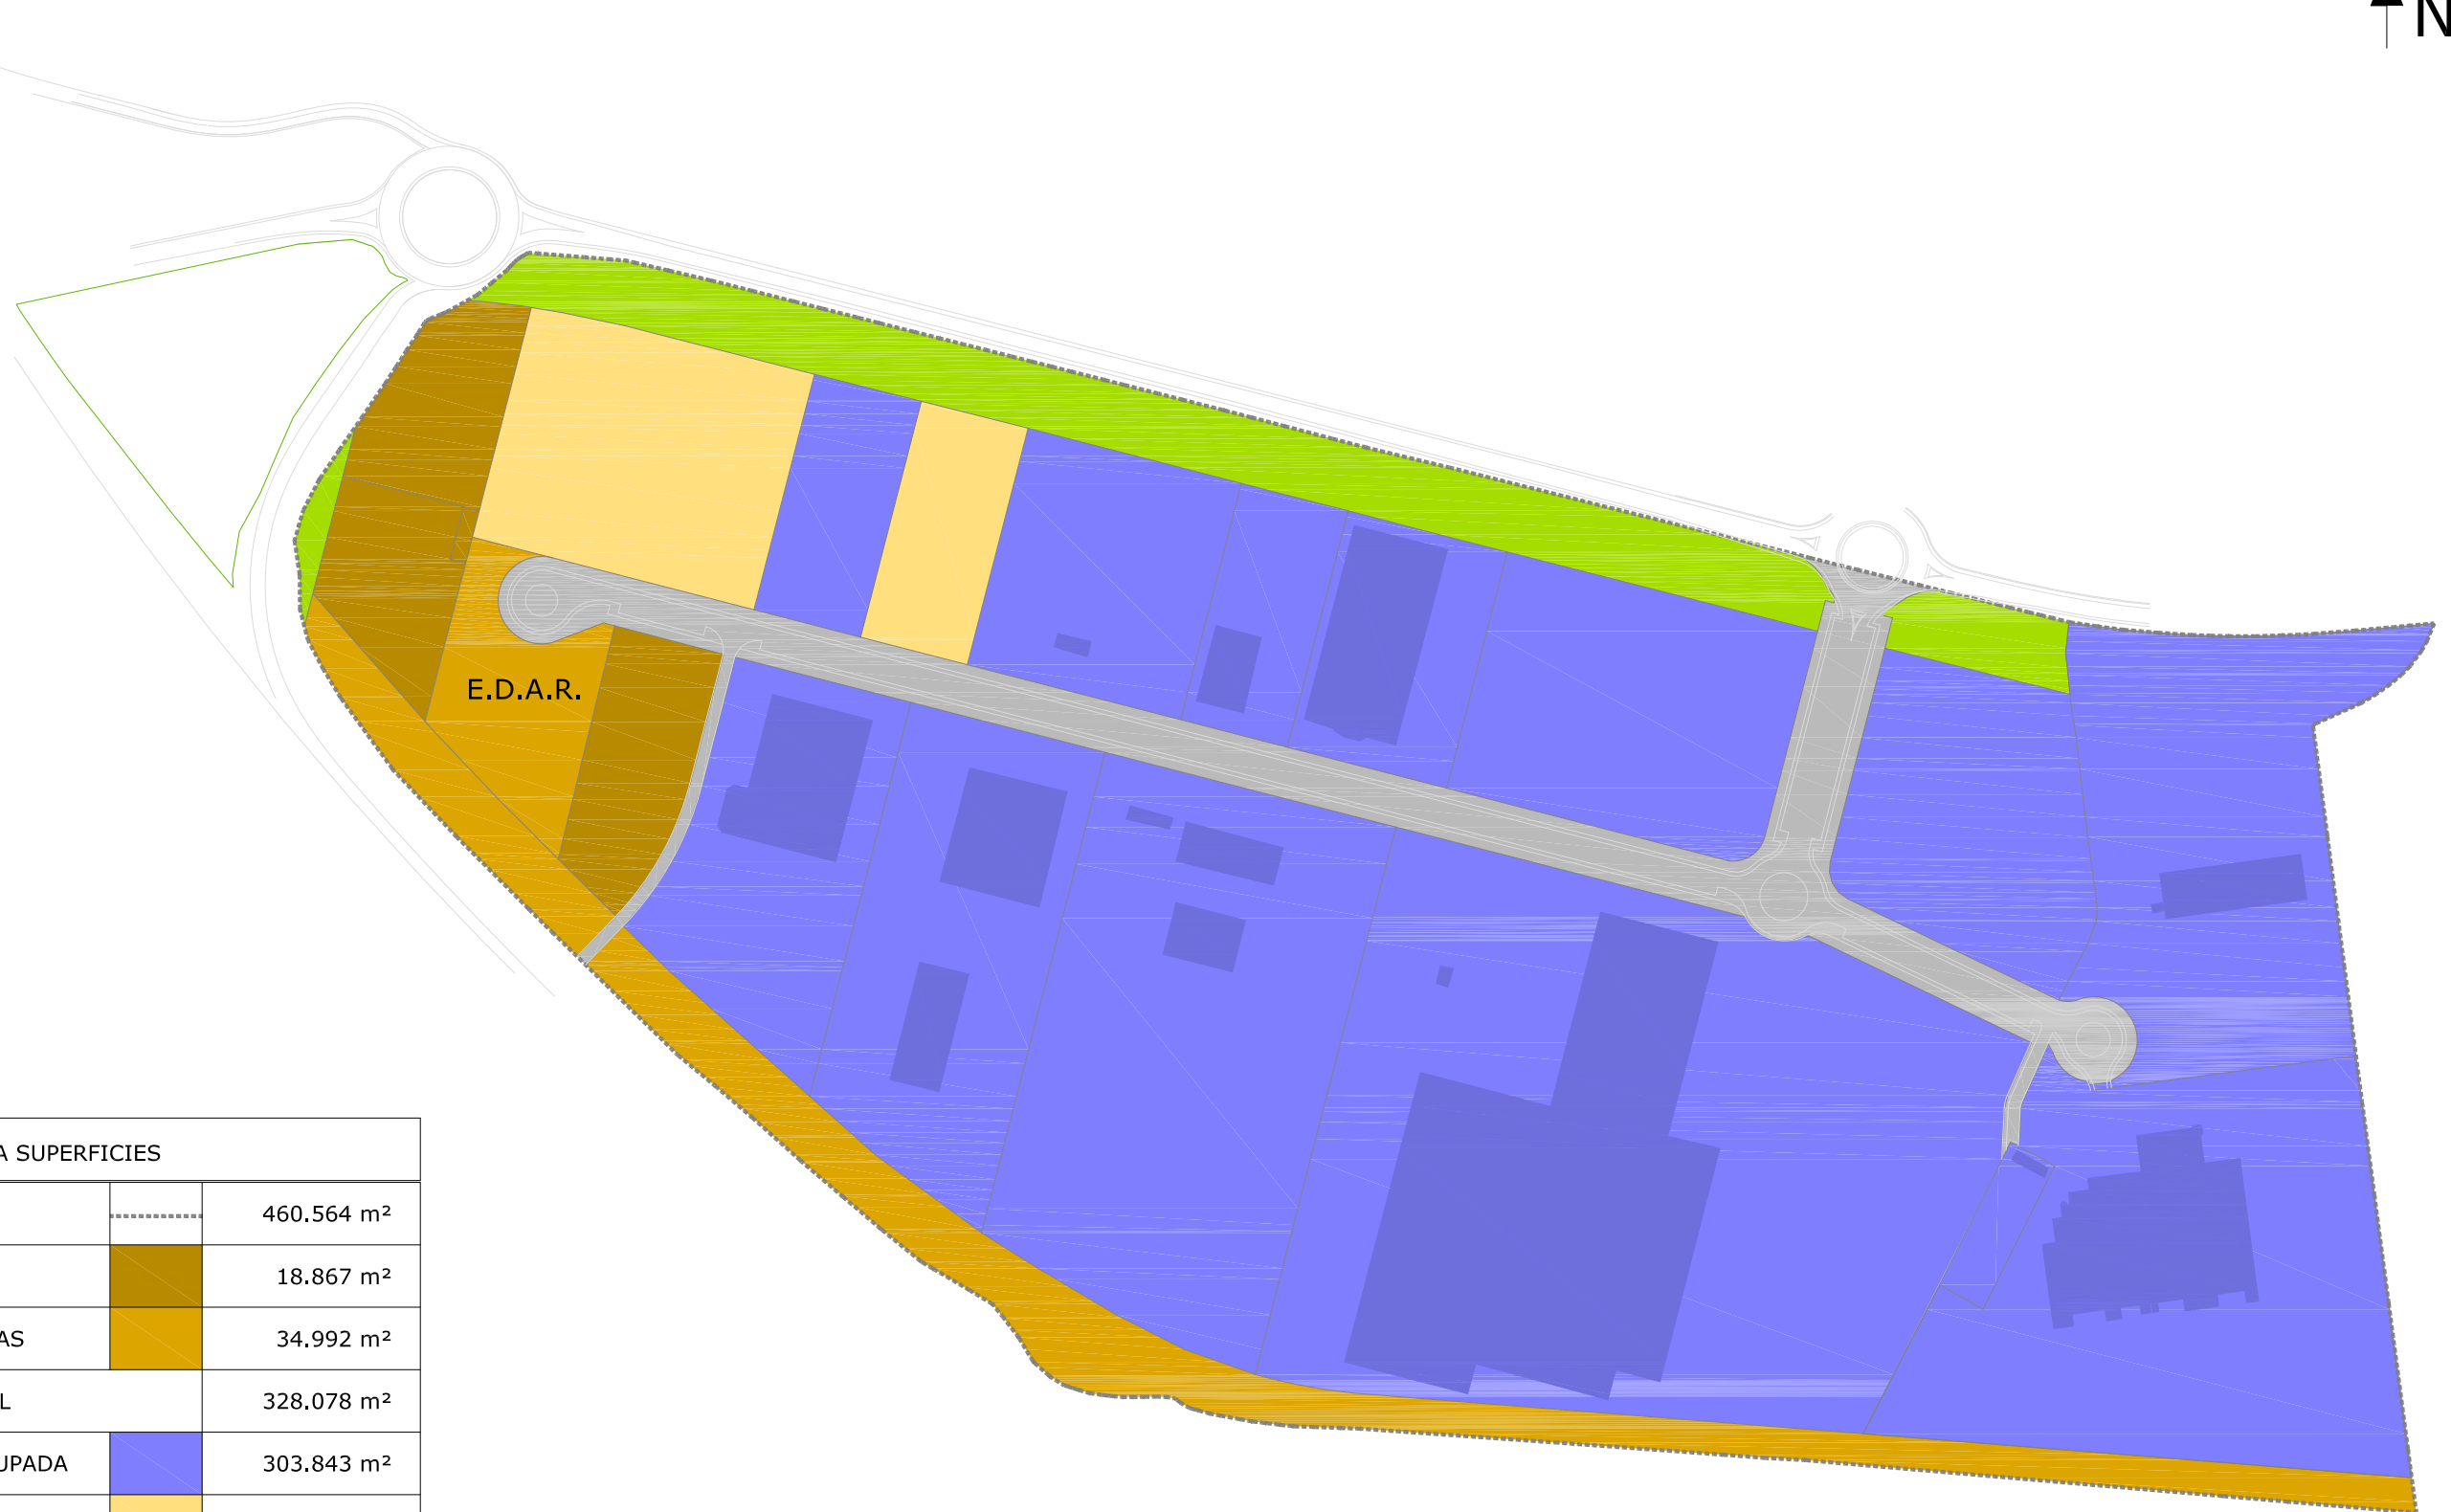 N
E.D.A.R.
A SUPERFICIES
460.564 m²
18.867 m²
AS 34.992 m²
L 328.078 m²
UPADA 303.843 m²